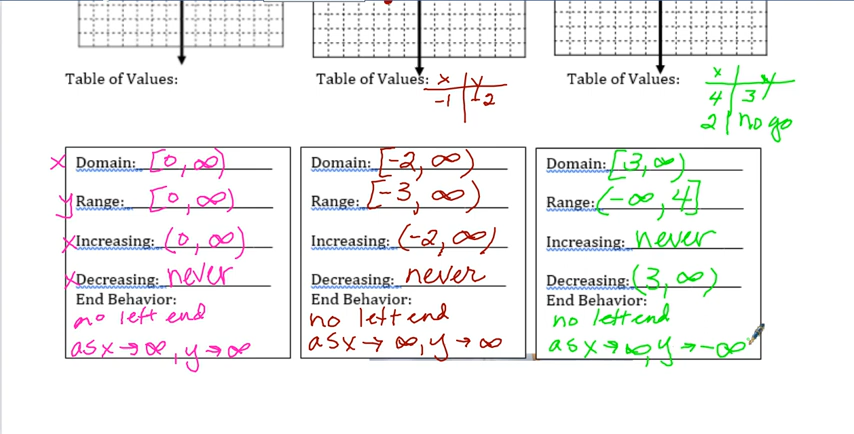 Table of Values:
Table of Values:
x | y
-1 | -2
Table of Values:
x | y
4 | 3
2 | no go
x Domain: [0, ∞)
y Range: [0, ∞)
x Increasing: (0, ∞)
x Decreasing: never
End Behavior:
no left end
as x → ∞, y → ∞
Domain: [-2, ∞)
Range: [-3, ∞)
Increasing: (-2, ∞)
Decreasing: never
End Behavior:
no left end
as x → ∞, y → ∞
Domain: [3, ∞)
Range: (-∞, 4]
Increasing: never
Decreasing: (3, ∞)
End Behavior:
no left end
as x → ∞, y → -∞